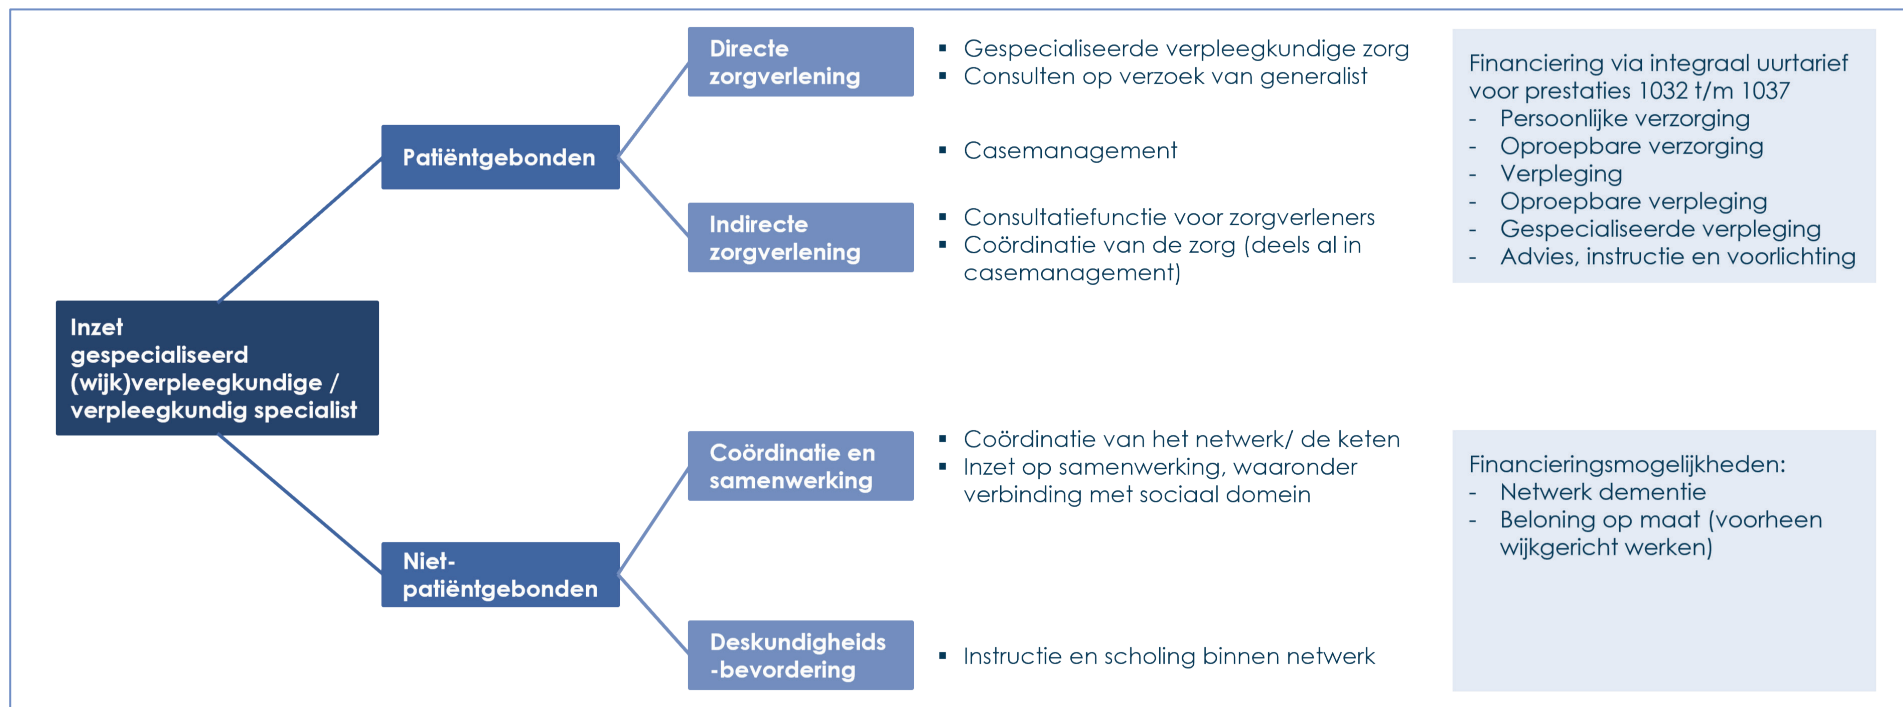 Directe
zorgverlening
▪ Gespecialiseerde verpleegkundige zorg
▪ Consulten op verzoek van generalist
Financiering via integraal uurtarief
voor prestaties 1032 t/m 1037
- Persoonlijke verzorging
- Oproepbare verzorging
- Verpleging
- Oproepbare verpleging
- Gespecialiseerde verpleging
- Advies, instructie en voorlichting
Patiëntgebonden
▪ Casemanagement
Indirecte
zorgverlening
▪ Consultatiefunctie voor zorgverleners
▪ Coördinatie van de zorg (deels al in
casemanagement)
Inzet
gespecialiseerd
(wijk)verpleegkundige /
verpleegkundig specialist
Coördinatie en
samenwerking
▪ Coördinatie van het netwerk/ de keten
▪ Inzet op samenwerking, waaronder
verbinding met sociaal domein
Financieringsmogelijkheden:
- Netwerk dementie
- Beloning op maat (voorheen
wijkgericht werken)
Niet-
patiëntgebonden
Deskundigheids
-bevordering
▪ Instructie en scholing binnen netwerk